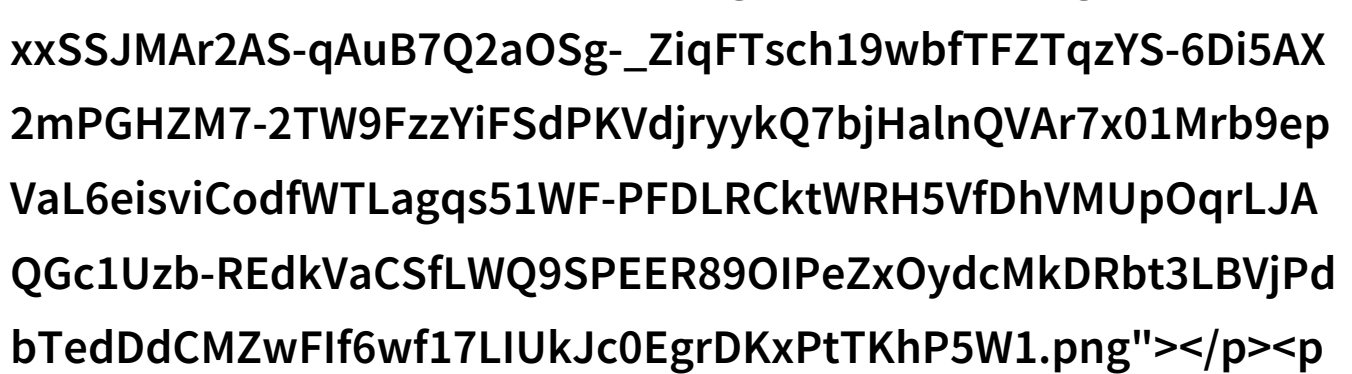 xxSSJMAr2AS-qAuB7Q2aOSg-_ZiqFTsch19wbfTFZTqzYS-6Di5AX
2mPGHZM7-2TW9FzzYiFSdPKVdjryykQ7bjHalnQVAr7x01Mrb9ep
VaL6eisviCodfWTLagqs51WF-PFDLRCktWRH5VfDhVMUpOqrLJA
QGc1Uzb-REdkVaCSfLWQ9SPEER89OIPeZxOydcMkDRbt3LBVjPd
bTedDdCMZwFIf6wf17LIUkJc0EgrDKxPtTKhP5W1.png"></p><p